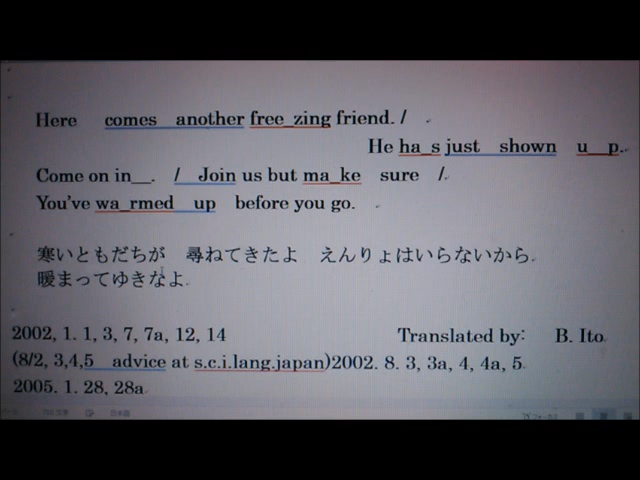 Here comes another free_zing friend. /
He ha_s just shown u__p.
Come on in__. / Join us but ma_ke sure /.
You've wa_rmed up before you go.
寒いともだちが 尋ねてきたよ えんりょはいらないから
暖まってゆきなよ
2002, 1. 1, 3, 7, 7a, 12, 14 Translated by: B. Ito
(8/2, 3,4,5 advice at s.c.i.lang.japan)2002. 8. 3, 3a, 4, 4a, 5
2005. 1. 28, 28a